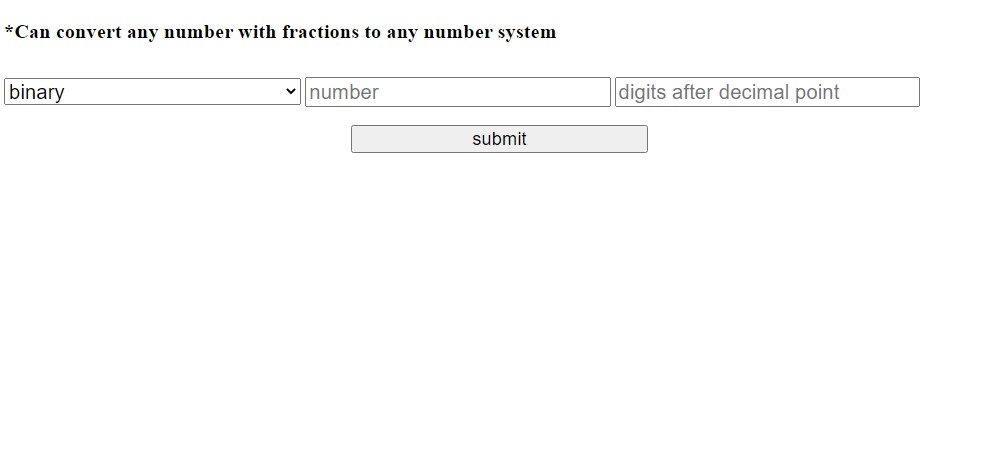 *Can convert any number with fractions to any number system
binary number digits after decimal point
submit